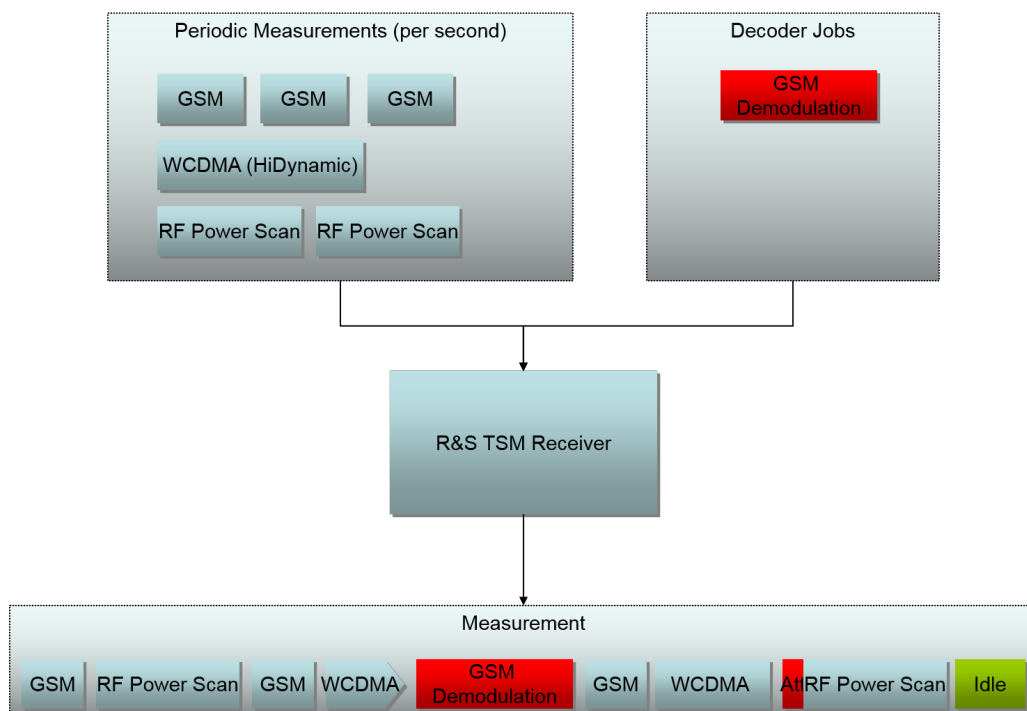 Periodic Measurements (per second)
Decoder Jobs
GSM
GSM
GSM
GSM
Demodulation
WCDMA (HiDynamic)
RF Power Scan
RF Power Scan
R&S TSM Receiver
Measurement
GSM
RF Power Scan
GSM
WCDMA
GSM
Demodulation
GSM
WCDMA
RF Power Scan
Idle